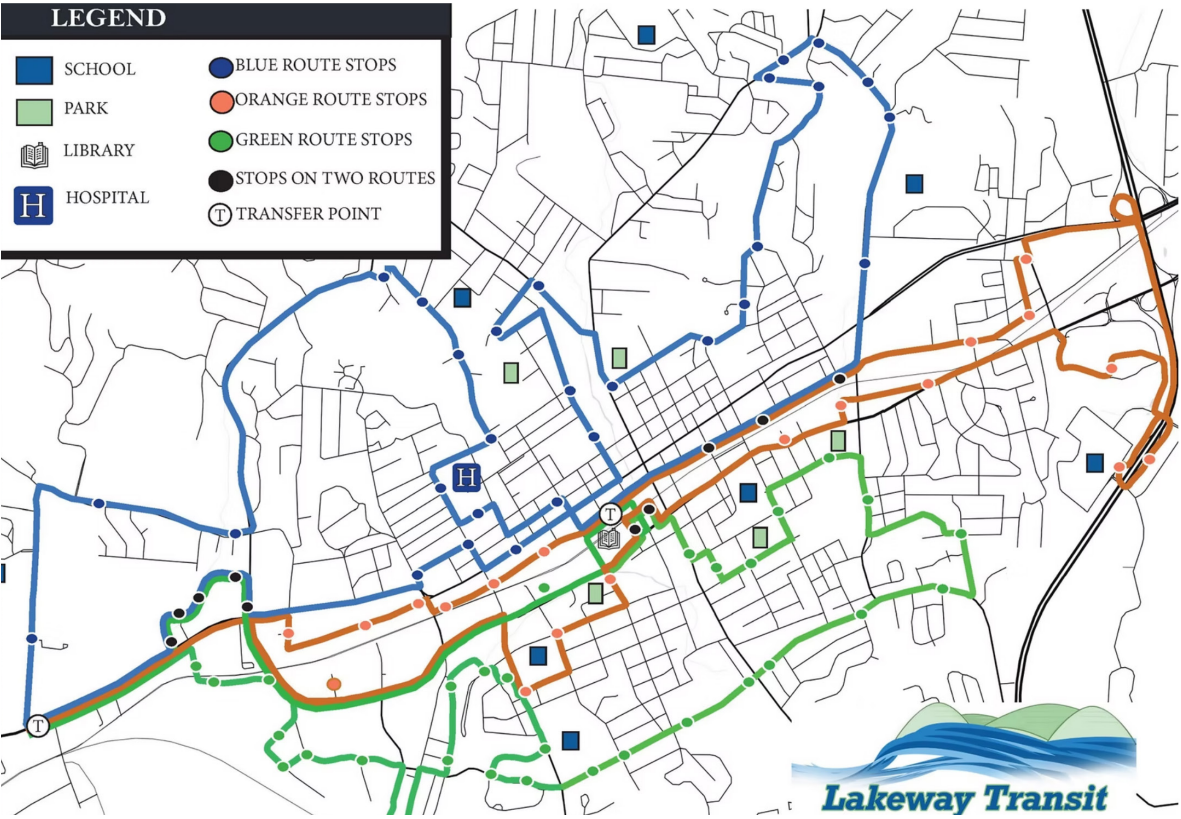 LEGEND
SCHOOL
PARK
LIBRARY
H HOSPITAL
BLUE ROUTE STOPS
ORANGE ROUTE STOPS
GREEN ROUTE STOPS
STOPS ON TWO ROUTES
T TRANSFER POINT
H
T
T
Lakeway Transit